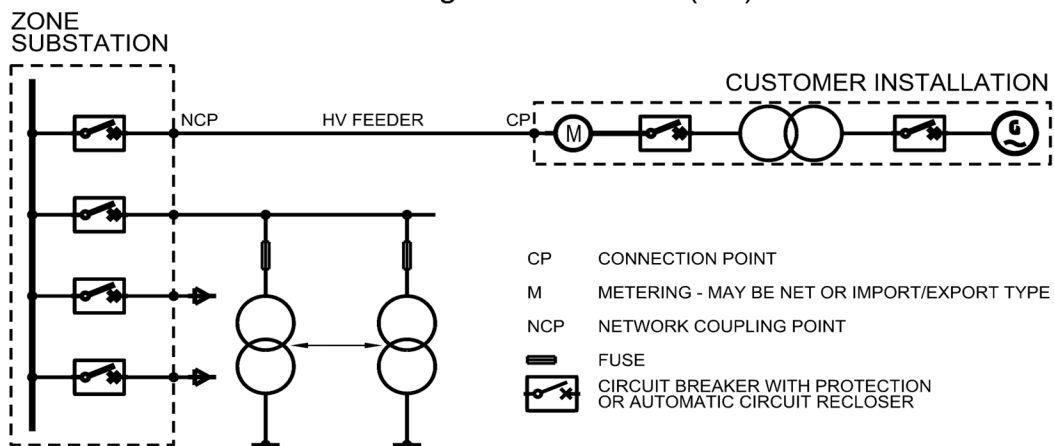 ZONE
SUBSTATION
CUSTOMER INSTALLATION
NCP
HV FEEDER
CP
M
G
CP CONNECTION POINT
M METERING - MAY BE NET OR IMPORT/EXPORT TYPE
NCP NETWORK COUPLING POINT
FUSE
CIRCUIT BREAKER WITH PROTECTION
OR AUTOMATIC CIRCUIT RECLOSER